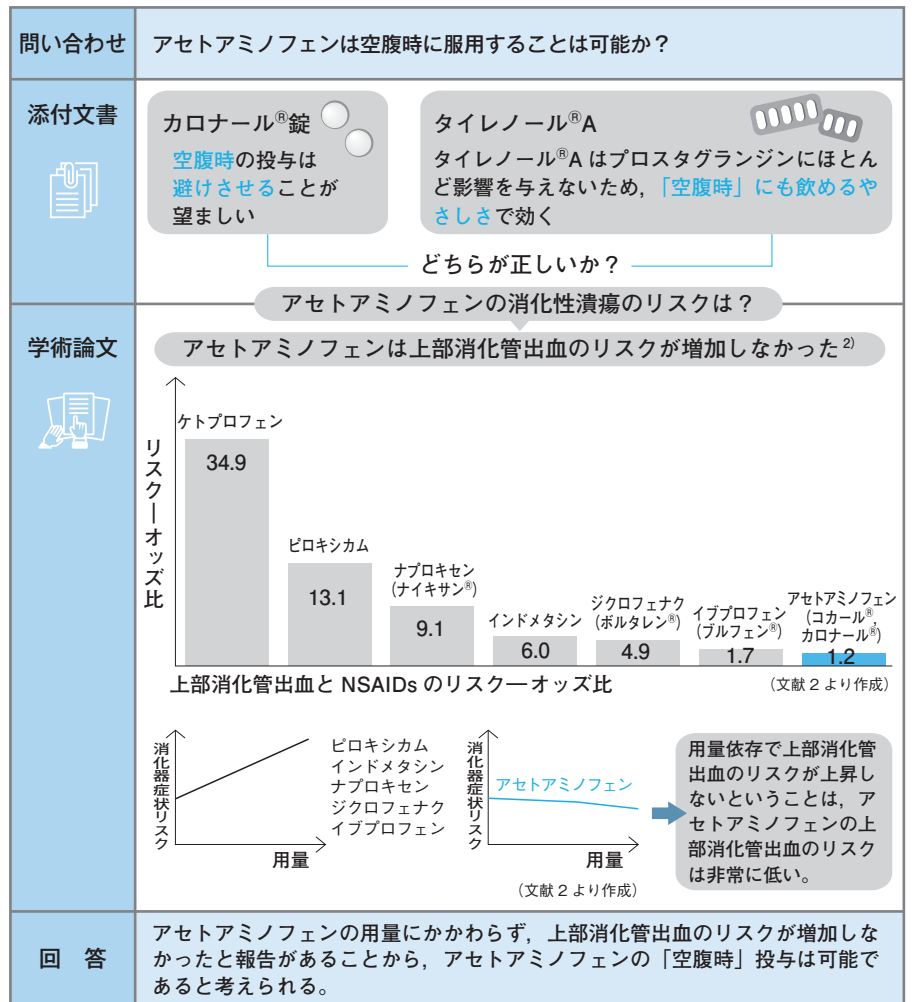 問い合わせ
アセトアミノフェンは空腹時に服用することは可能か？
添付文書
カロナール®錠
空腹時の投与は
避けさせることが
望ましい
タイレノール®A
タイレノール®A はプロスタグランジンにほとん
ど影響を与えないため，「空腹時」にも飲めるや
さしさで効く
どちらが正しいか？
アセトアミノフェンの消化性潰瘍のリスクは？
学術論文
アセトアミノフェンは上部消化管出血のリスクが増加しなかった 2)
リスク―オッズ比
ケトプロフェン
34.9
ピロキシカム
13.1
ナプロキセン
(ナイキサン®)
9.1
インドメタシン
6.0
ジクロフェナク
(ボルタレン®)
4.9
イブプロフェン
(ブルフェン®)
1.7
アセトアミノフェン
(コカール®,
カロナール®)
1.2
上部消化管出血と NSAIDs のリスク―オッズ比
（文献 2 より作成）
消化器症状リスク
ピロキシカム
インドメタシン
ナプロキセン
ジクロフェナク
イブプロフェン
用量
消化器症状リスク
アセトアミノフェン
用量
（文献 2 より作成）
用量依存で上部消化管
出血のリスクが上昇し
ないということは，ア
セトアミノフェンの上
部消化管出血のリスク
は非常に低い。
回　答
アセトアミノフェンの用量にかかわらず，上部消化管出血のリスクが増加しな
かったと報告があることから，アセトアミノフェンの「空腹時」投与は可能で
あると考えられる。